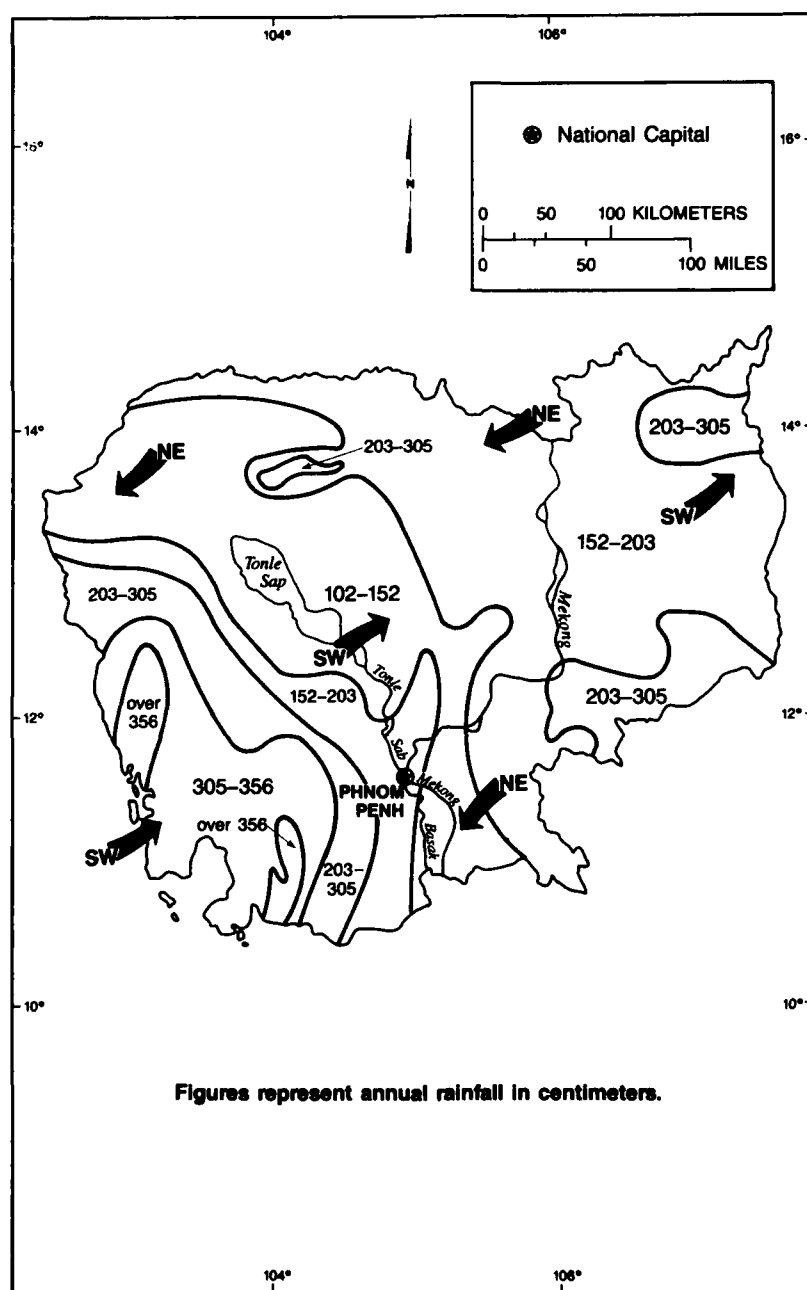 104°
106°
16°
16°
National Capital
0 50 100 KILOMETERS
0 50 100 MILES
N
14°
14°
NE
NE
203–305
203–305
SW
152–203
Tonle
Sap
102–152
203–305
SW
Mekong
Tonle
152–203
203–305
over
356
12°
12°
Sab
PHNOM
PENH
Mekong
NE
305–356
over 356
Basak
SW
203–
305
10°
10°
Figures represent annual rainfall in centimeters.
104°
106°